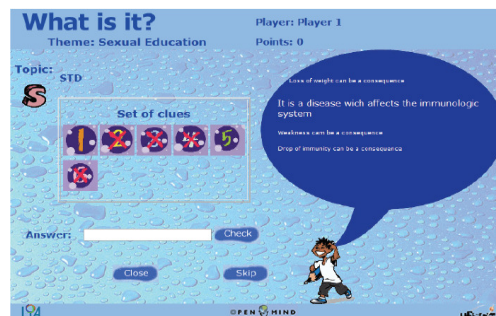 What is it?
Theme: Sexual Education
Player: Player 1
Points: 0
Topic:
STD
S
Set of clues
1 2 3 4 5
6
Loss of weight can be a consequence
It is a disease wich affects the immunologic
system
Weakness cam be a consequence
Drop of immunity can be a consequence
Answer:
Check
Close
Skip
OPEN MIND